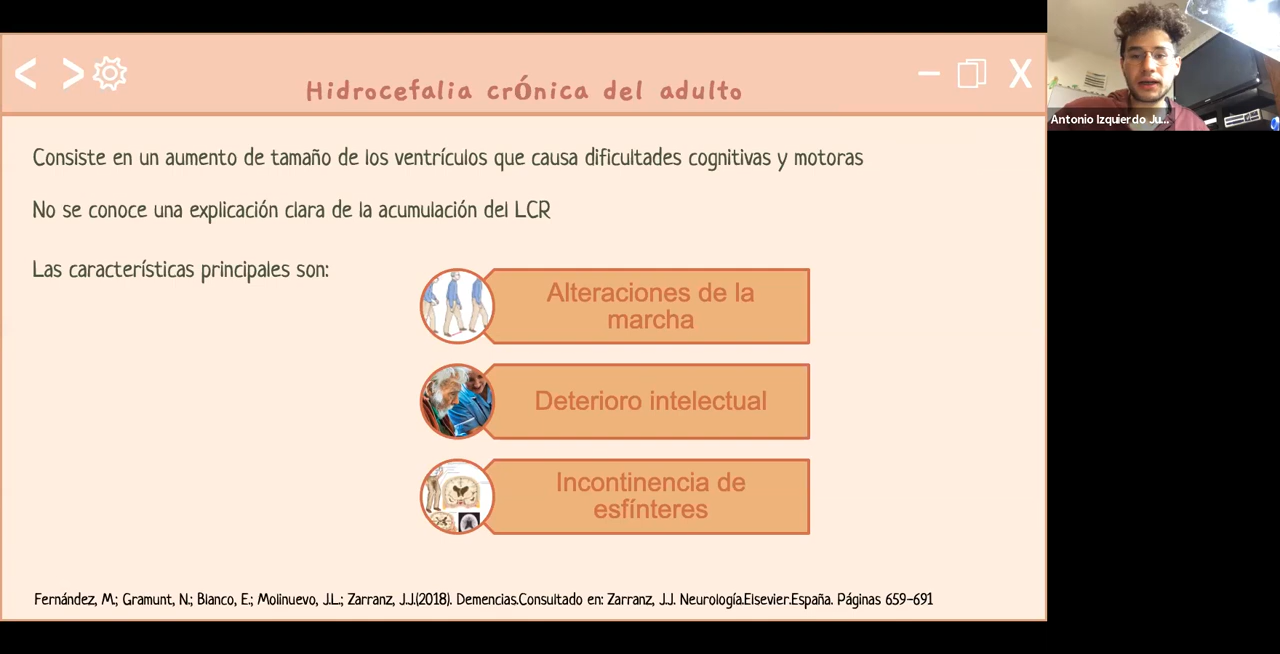 Hidrocefalia crónica del adulto
Antonio Izquierdo Ju...
Consiste en un aumento de tamaño de los ventrículos que causa dificultades cognitivas y motoras
No se conoce una explicación clara de la acumulación del LCR
Las características principales son:
Alteraciones de la
marcha
Deterioro intelectual
Incontinencia de
esfínteres
Fernández, M.; Gramunt, N.; Blanco, E.; Molinuevo, J.L.; Zarranz, J.J.(2018). Demencias.Consultado en: Zarranz, J.J. Neurología.Elsevier.España. Páginas 659-691